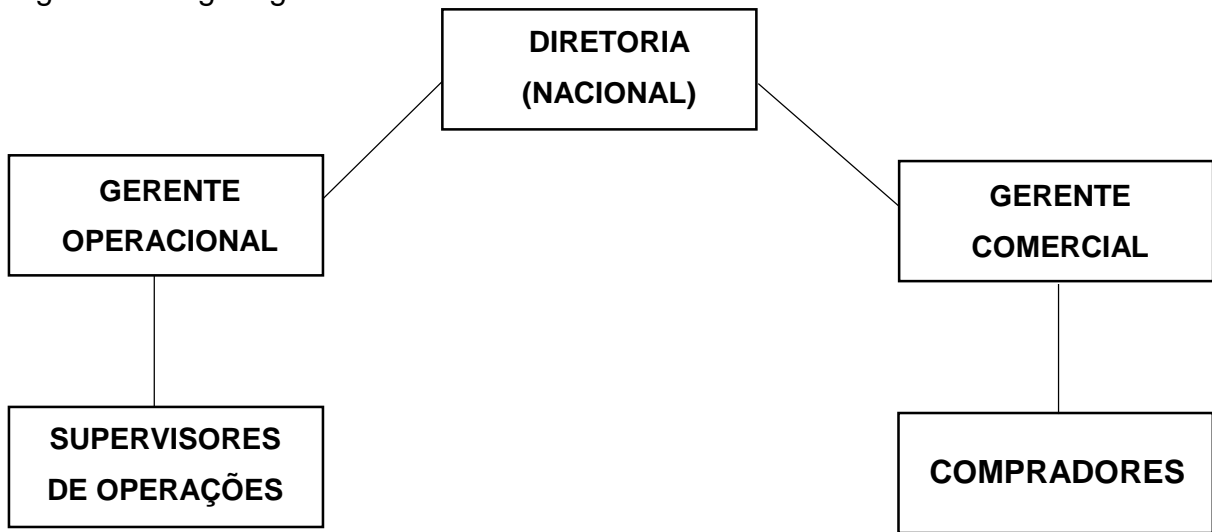 DIRETORIA
(NACIONAL)
GERENTE
OPERACIONAL
GERENTE
COMERCIAL
SUPERVISORES
DE OPERAÇÕES
COMPRADORES